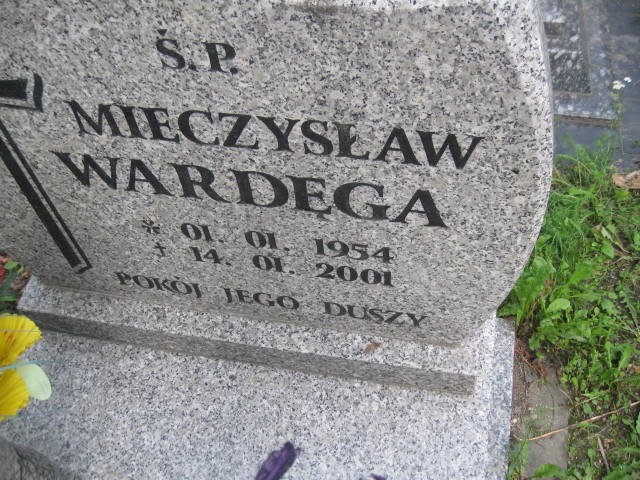 Ś.P.
MIECZYSŁAW
WARDĘGA
* 01. 01. 1954
† 14. 01. 2001
POKÓJ JEGO DUSZY